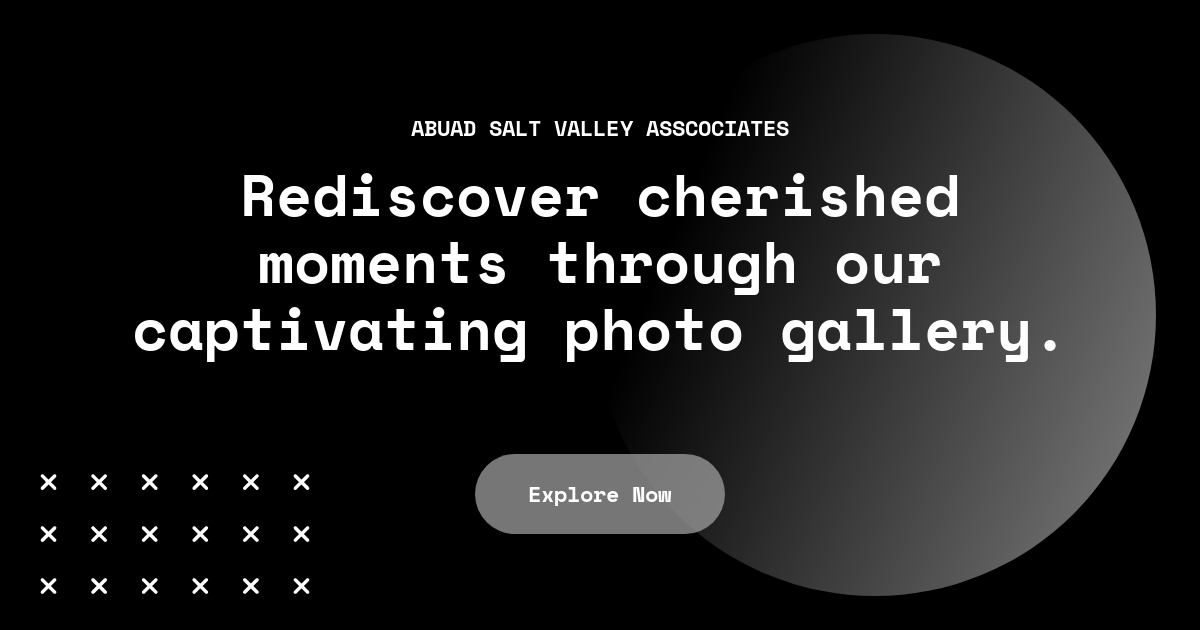 ABUAD SALT VALLEY ASSCOCIATES
Rediscover cherished
moments through our
captivating photo gallery.
Explore Now